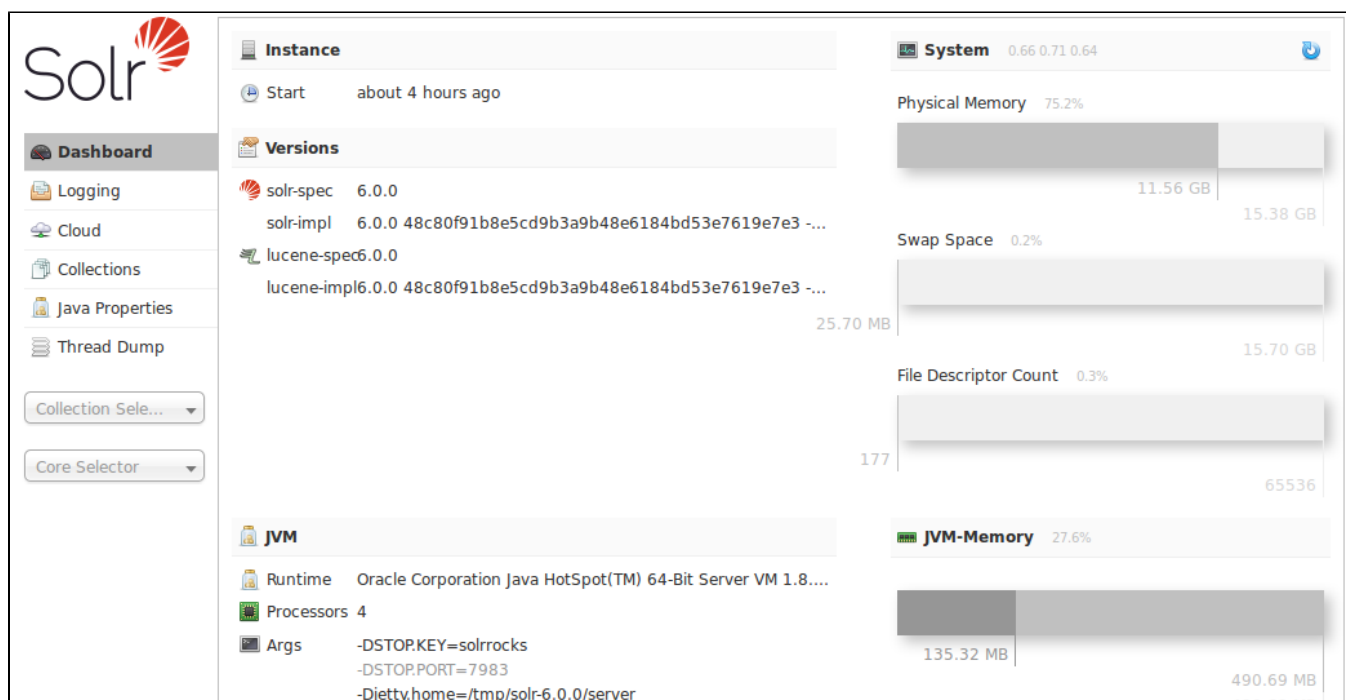 Solr
Dashboard
Logging
Cloud
Collections
Java Properties
Thread Dump
Collection Sele...
Core Selector
Instance
Start about 4 hours ago
Versions
solr-spec 6.0.0
solr-impl 6.0.0 48c80f91b8e5cd9b3a9b48e6184bd53e7619e7e3 -...
lucene-spec6.0.0
lucene-impl6.0.0 48c80f91b8e5cd9b3a9b48e6184bd53e7619e7e3 -...
System 0.66 0.71 0.64
Physical Memory 75.2%
11.56 GB
15.38 GB
Swap Space 0.2%
25.70 MB
15.70 GB
File Descriptor Count 0.3%
177
65536
JVM
Runtime Oracle Corporation Java HotSpot(TM) 64-Bit Server VM 1.8....
Processors 4
Args -DSTOP.KEY=solrrocks
-DSTOP.PORT=7983
-Djetty.home=/tmp/solr-6.0.0/server
JVM-Memory 27.6%
135.32 MB
490.69 MB